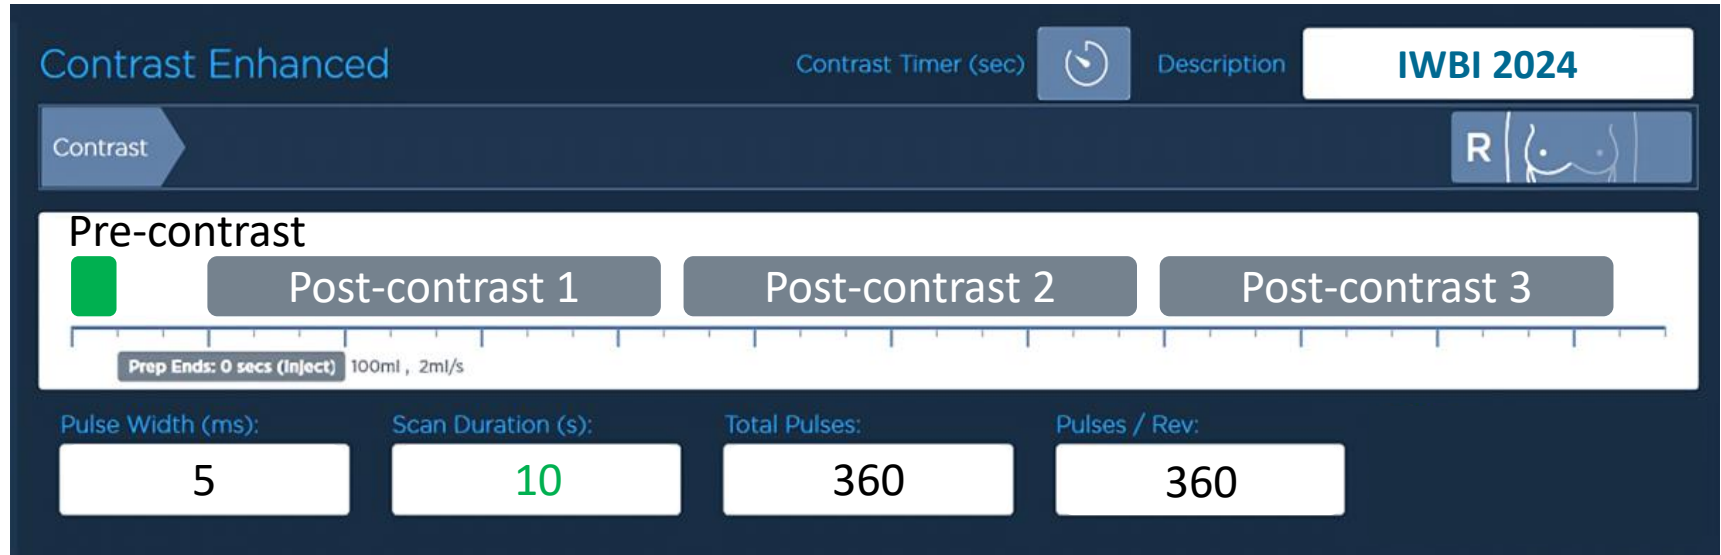 Contrast Enhanced
Contrast Timer (sec)
Description
IWBI 2024
Contrast
R
Pre-contrast
Post-contrast 1
Post-contrast 2
Post-contrast 3
Prep Ends: 0 secs (Inject)
100ml , 2ml/s
Pulse Width (ms):
Scan Duration (s):
Total Pulses:
Pulses / Rev:
5
10
360
360